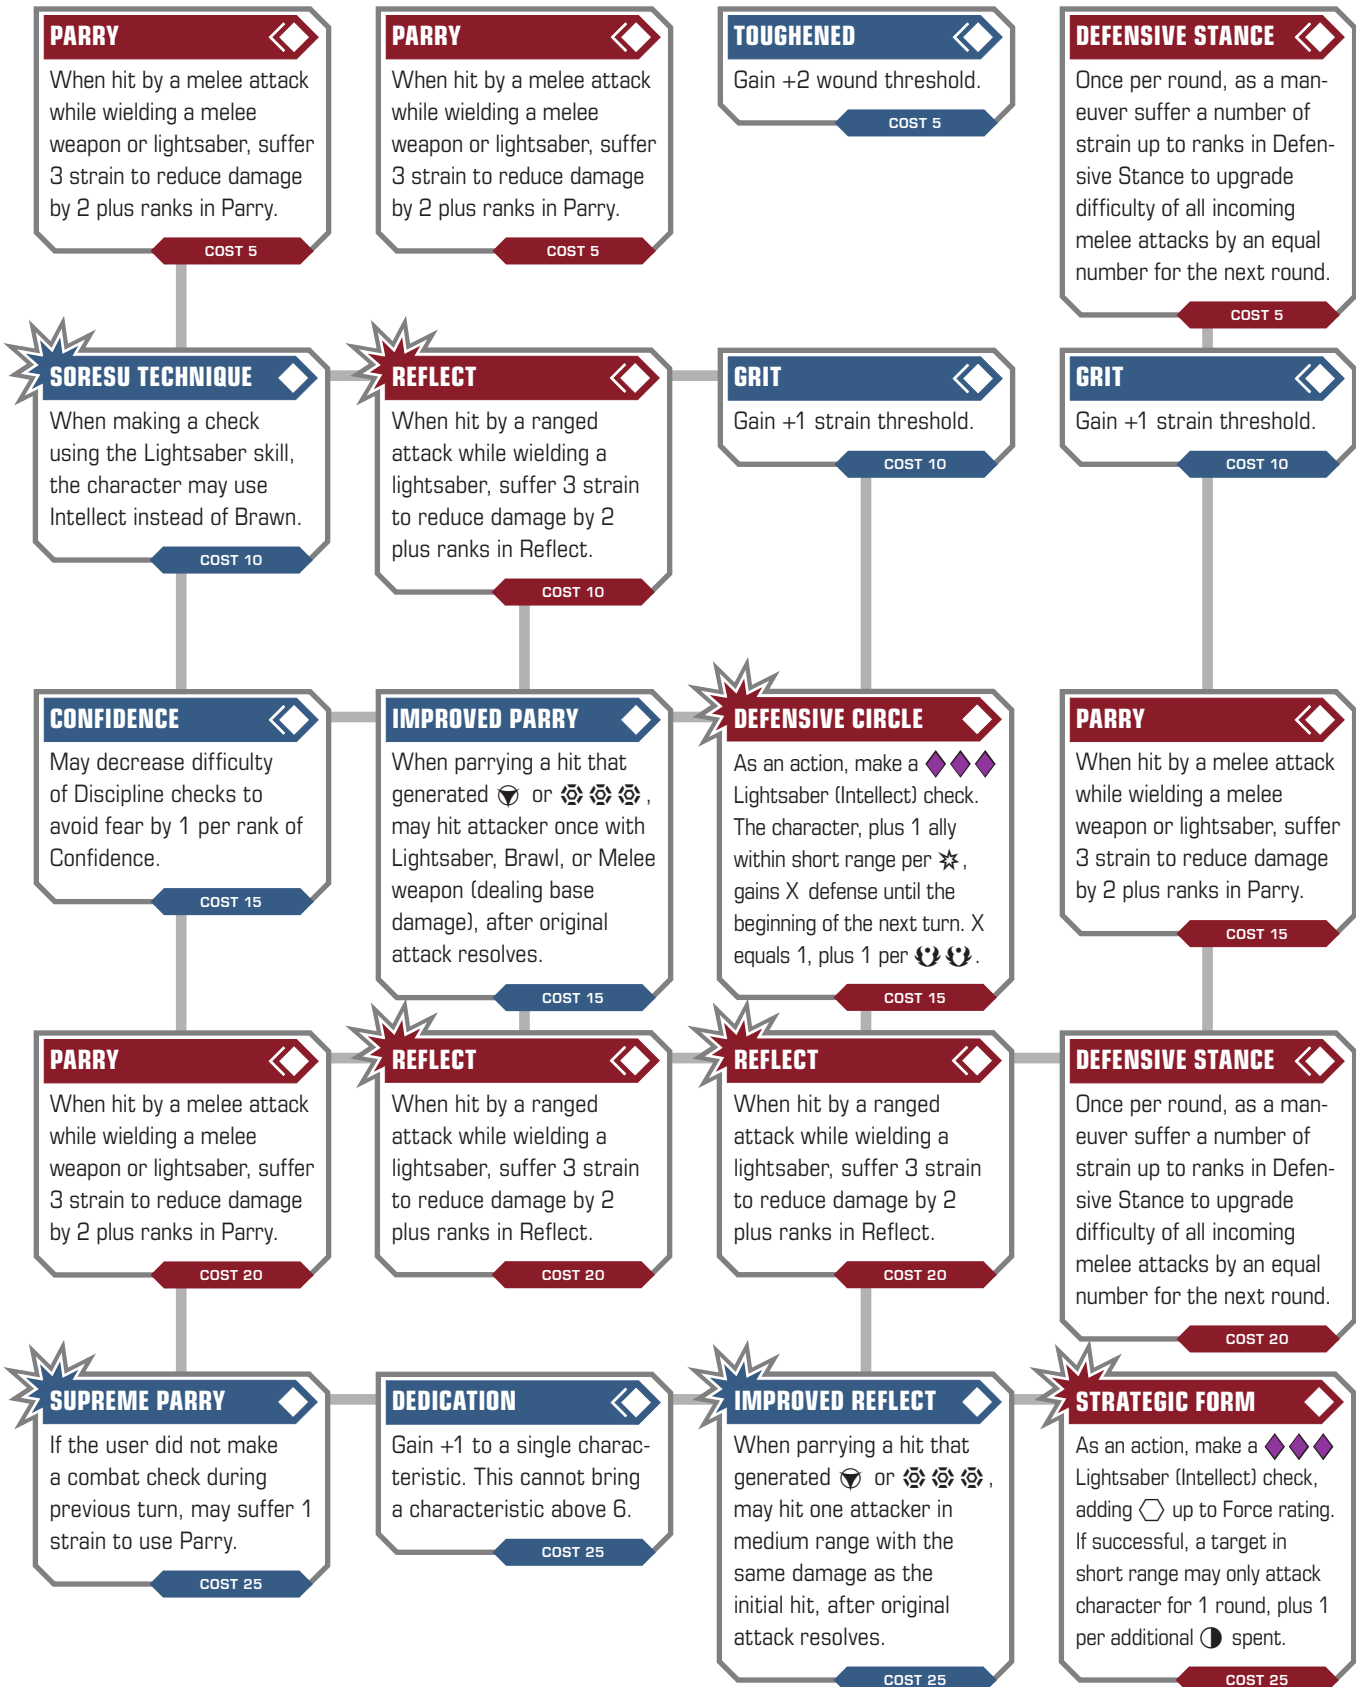 PARRY
When hit by a melee attack
while wielding a melee
weapon or lightsaber, suffer
3 strain to reduce damage
by 2 plus ranks in Parry.
COST 5
PARRY
When hit by a melee attack
while wielding a melee
weapon or lightsaber, suffer
3 strain to reduce damage
by 2 plus ranks in Parry.
COST 5
TOUGHENED
Gain +2 wound threshold.
COST 5
DEFENSIVE STANCE
Once per round, as a man-
euver suffer a number of
strain up to ranks in Defen-
sive Stance to upgrade
difficulty of all incoming
melee attacks by an equal
number for the next round.
COST 5
SORESU TECHNIQUE
When making a check
using the Lightsaber skill,
the character may use
Intellect instead of Brawn.
COST 10
REFLECT
When hit by a ranged
attack while wielding a
lightsaber, suffer 3 strain
to reduce damage by 2
plus ranks in Reflect.
COST 10
GRIT
Gain +1 strain threshold.
COST 10
GRIT
Gain +1 strain threshold.
COST 10
CONFIDENCE
May decrease difficulty
of Discipline checks to
avoid fear by 1 per rank of
Confidence.
COST 15
IMPROVED PARRY
When parrying a hit that
generated or ,
may hit attacker once with
Lightsaber, Brawl, or Melee
weapon (dealing base
damage), after original
attack resolves.
COST 15
DEFENSIVE CIRCLE
As an action, make a
Lightsaber (Intellect) check.
The character, plus 1 ally
within short range per ,
gains X defense until the
beginning of the next turn. X
equals 1, plus 1 per .
COST 15
PARRY
When hit by a melee attack
while wielding a melee
weapon or lightsaber, suffer
3 strain to reduce damage
by 2 plus ranks in Parry.
COST 15
PARRY
When hit by a melee attack
while wielding a melee
weapon or lightsaber, suffer
3 strain to reduce damage
by 2 plus ranks in Parry.
COST 20
REFLECT
When hit by a ranged
attack while wielding a
lightsaber, suffer 3 strain
to reduce damage by 2
plus ranks in Reflect.
COST 20
REFLECT
When hit by a ranged
attack while wielding a
lightsaber, suffer 3 strain
to reduce damage by 2
plus ranks in Reflect.
COST 20
DEFENSIVE STANCE
Once per round, as a man-
euver suffer a number of
strain up to ranks in Defen-
sive Stance to upgrade
difficulty of all incoming
melee attacks by an equal
number for the next round.
COST 20
SUPREME PARRY
If the user did not make
a combat check during
previous turn, may suffer 1
strain to use Parry.
COST 25
DEDICATION
Gain +1 to a single charac-
teristic. This cannot bring
a characteristic above 6.
COST 25
IMPROVED REFLECT
When parrying a hit that
generated or ,
may hit one attacker in
medium range with the
same damage as the
initial hit, after original
attack resolves.
COST 25
STRATEGIC FORM
As an action, make a
Lightsaber (Intellect) check,
adding up to Force rating.
If successful, a target in
short range may only attack
character for 1 round, plus 1
per additional spent.
COST 25